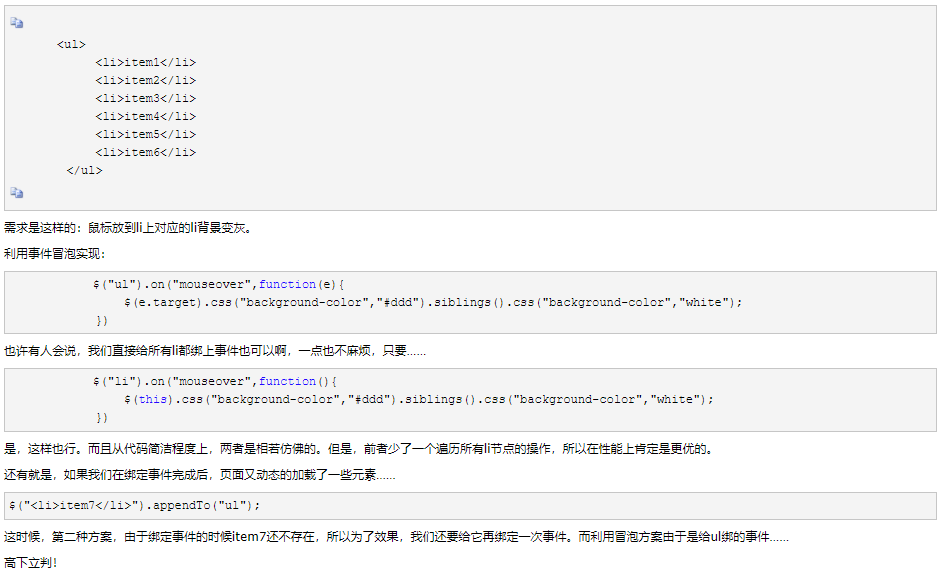 <ul>
<li>item1</li>
<li>item2</li>
<li>item3</li>
<li>item4</li>
<li>item5</li>
<li>item6</li>
</ul>
需求是这样的：鼠标放到li上对应的li背景变灰。
利用事件冒泡实现：
$("ul").on("mouseover",function(e){
$(e.target).css("background-color","#ddd").siblings().css("background-color","white");
})
也许有人会说，我们直接给所有li都绑上事件也可以啊，一点也不麻烦，只要……
$("li").on("mouseover",function(){
$(this).css("background-color","#ddd").siblings().css("background-color","white");
})
是，这样也行。而且从代码简洁程度上，两者是相若仿佛的。但是，前者少了一个遍历所有li节点的操作，所以在性能上肯定是更优的。
还有就是，如果我们在绑定事件完成后，页面又动态的加载了一些元素……
$("<li>item7</li>").appendTo("ul");
这时候，第二种方案，由于绑定事件的时候item7还不存在，所以为了效果，我们还要给它再绑定一次事件。而利用冒泡方案由于是给ul绑的事件……
高下立判！